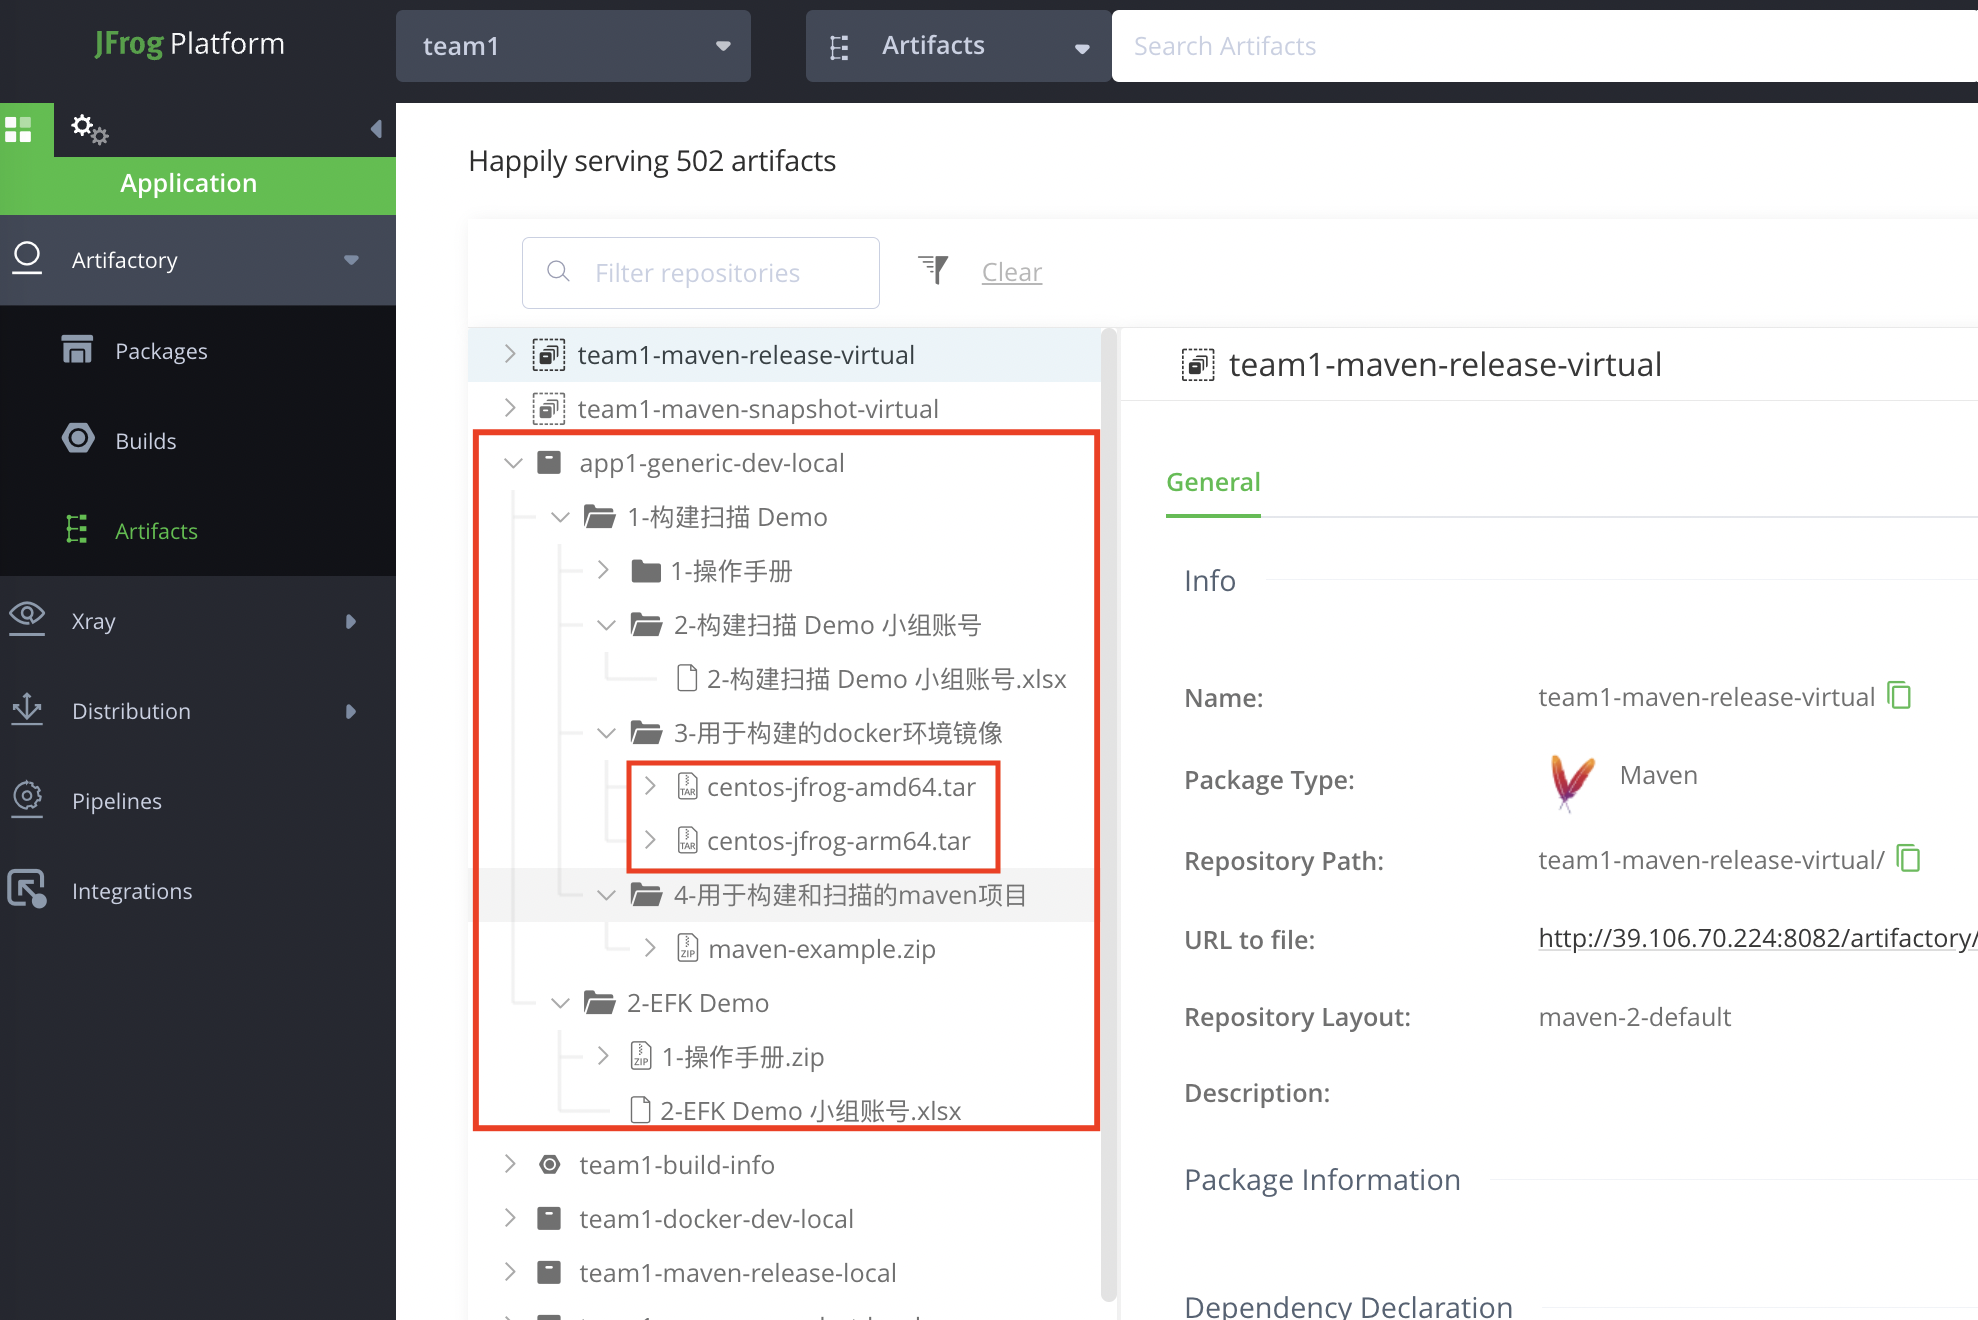 JFrog Platform
team1
Artifacts
Search Artifacts
Application
Artifactory
Packages
Builds
Artifacts
Xray
Distribution
Pipelines
Integrations
Happily serving 502 artifacts
Filter repositories
Clear
team1-maven-release-virtual
team1-maven-snapshot-virtual
app1-generic-dev-local
1-构建扫描 Demo
1-操作手册
2-构建扫描 Demo 小组账号
2-构建扫描 Demo 小组账号.xlsx
3-用于构建的docker环境镜像
TAR centos-jfrog-amd64.tar
TAR centos-jfrog-arm64.tar
4-用于构建和扫描的maven项目
ZIP maven-example.zip
2-EFK Demo
ZIP 1-操作手册.zip
2-EFK Demo 小组账号.xlsx
team1-build-info
team1-docker-dev-local
team1-maven-release-local
team1-maven-release-virtual
General
Info
Name: team1-maven-release-virtual
Package Type: Maven
Repository Path: team1-maven-release-virtual/
URL to file: http://39.106.70.224:8082/artifactory/
Repository Layout: maven-2-default
Description:
Package Information
Dependency Declaration